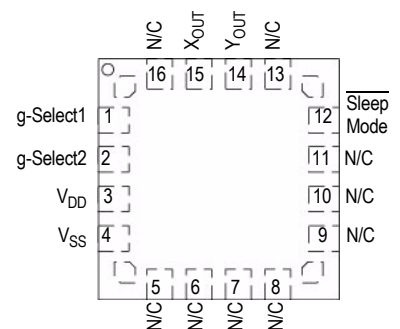 N/C
XOUT
YOUT
N/C
16
15
14
13
g-Select1
1
12
Sleep
Mode
g-Select2
2
11
N/C
VDD
3
10
N/C
VSS
4
9
N/C
5
6
7
8
N/C
N/C
N/C
N/C